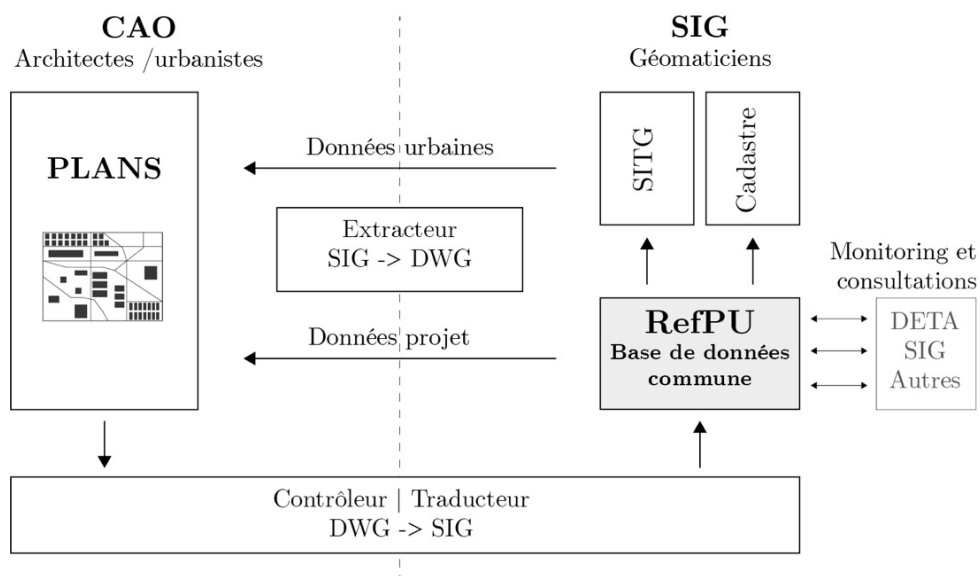 CAO
Architectes /urbanistes
SIG
Géomaticiens
PLANS
Données urbaines
Extracteur
SIG -> DWG
Données projet
SITG
Cadastre
Monitoring et
consultations
RefPU
Base de données
commune
DETA
SIG
Autres
Contrôleur | Traducteur
DWG -> SIG